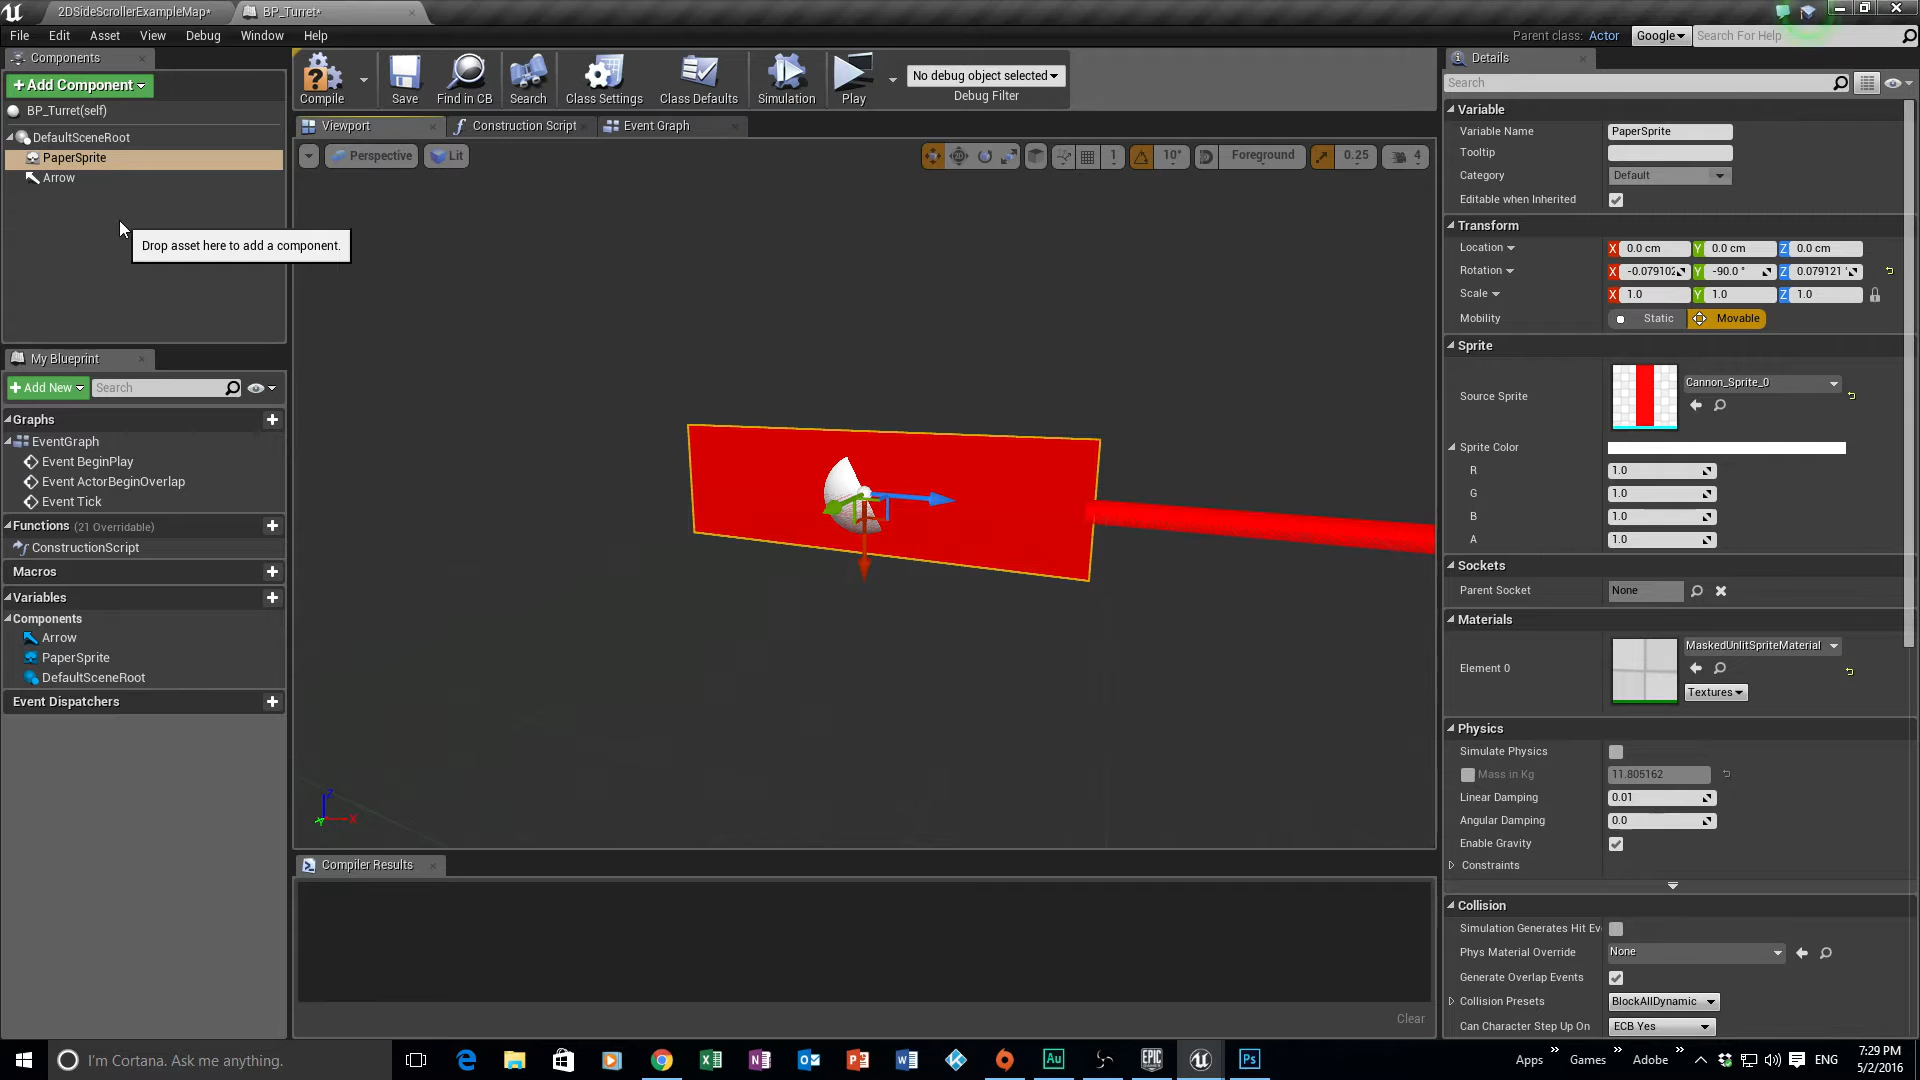 2DSideScrollerExampleMap*
BP_Turret*
File Edit Asset View Debug Window Help
Parent class: Actor Google Search For Help
Components
Add Component
BP_Turret(self)
DefaultSceneRoot
PaperSprite
Arrow
Drop asset here to add a component.
Compile Save Find in CB Search Class Settings Class Defaults Simulation Play
No debug object selected
Debug Filter
Viewport Construction Script Event Graph
Perspective Lit
1 10° Foreground 0.25 4
Z
X
Y
My Blueprint
Add New Search
Graphs
EventGraph
Event BeginPlay
Event ActorBeginOverlap
Event Tick
Functions (21 Overridable)
ConstructionScript
Macros
Variables
Components
Arrow
PaperSprite
DefaultSceneRoot
Event Dispatchers
Compiler Results
Clear
Details
Search
Variable
Variable Name PaperSprite
Tooltip
Category Default
Editable when Inherited
Transform
Location X 0.0 cm Y 0.0 cm Z 0.0 cm
Rotation X -0.079102 Y -90.0 ° Z 0.079121 °
Scale X 1.0 Y 1.0 Z 1.0
Mobility Static Movable
Sprite
Source Sprite Cannon_Sprite_0
Sprite Color
R 1.0
G 1.0
B 1.0
A 1.0
Sockets
Parent Socket None
Materials
Element 0 MaskedUnlitSpriteMaterial
Textures
Physics
Simulate Physics
Mass in Kg 11.805162
Linear Damping 0.01
Angular Damping 0.0
Enable Gravity
Constraints
Collision
Simulation Generates Hit Ev
Phys Material Override None
Generate Overlap Events
Collision Presets BlockAllDynamic
Can Character Step Up On ECB Yes
I'm Cortana. Ask me anything.
Au
EPIC GAMES
Ps
Apps » Games » Adobe »
ENG
7:29 PM
5/2/2016